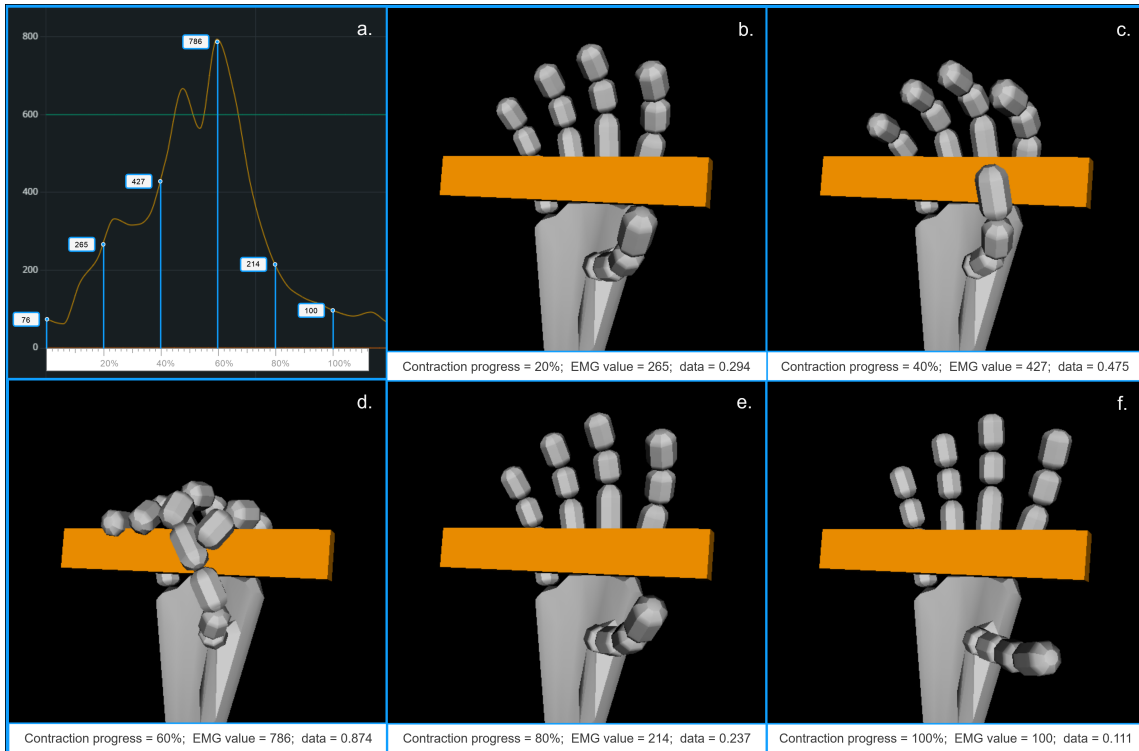 a.
800
786
600
427
400
265
214
200
100
76
0
20%
40%
60%
80%
100%
b.
Contraction progress = 20%; EMG value = 265; data = 0.294
c.
Contraction progress = 40%; EMG value = 427; data = 0.475
d.
Contraction progress = 60%; EMG value = 786; data = 0.874
e.
Contraction progress = 80%; EMG value = 214; data = 0.237
f.
Contraction progress = 100%; EMG value = 100; data = 0.111